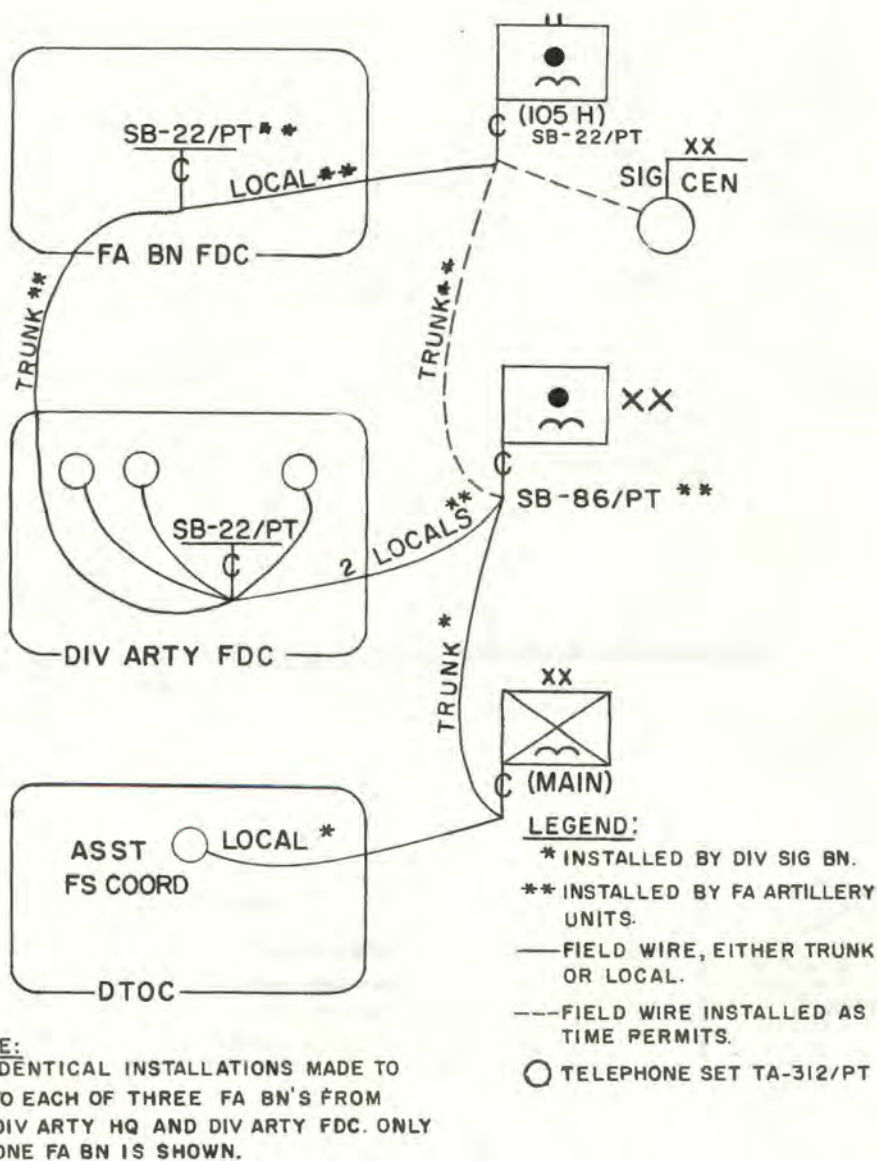 SB-22/PT **
C
LOCAL **
FA BN FDC
TRUNK **
C (105 H)
SB-22/PT
XX
SIG CEN
TRUNK **
XX
C
SB-86/PT **
SB-22/PT
C
2 LOCALS **
DIV ARTY FDC
TRUNK *
XX
C (MAIN)
ASST
FS COORD
LOCAL *
DTOC
LEGEND:
* INSTALLED BY DIV SIG BN.
** INSTALLED BY FA ARTILLERY
UNITS.
FIELD WIRE, EITHER TRUNK
OR LOCAL.
FIELD WIRE INSTALLED AS
TIME PERMITS.
TELEPHONE SET TA-312/PT
E:
DENTICAL INSTALLATIONS MADE TO
O EACH OF THREE FA BN'S FROM
DIV ARTY HQ AND DIV ARTY FDC. ONLY
ONE FA BN IS SHOWN.